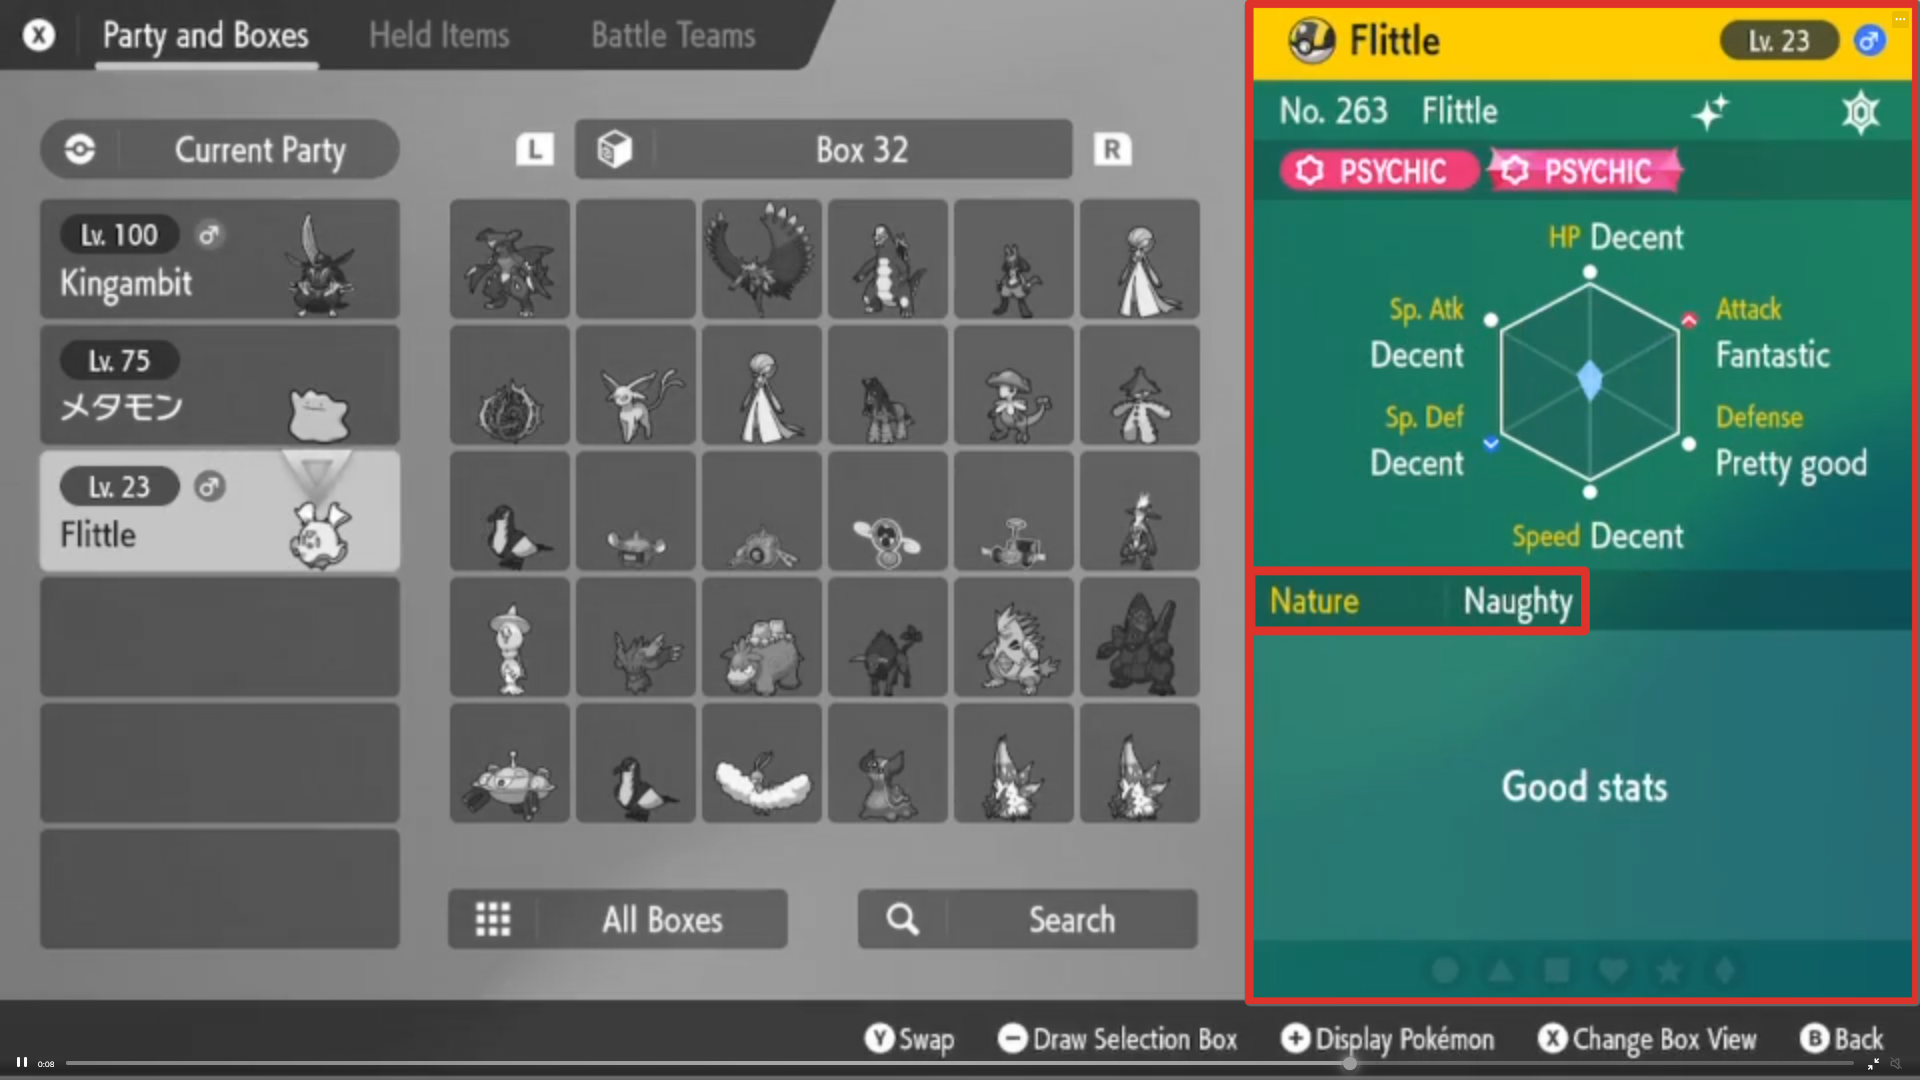 X Party and Boxes Held Items Battle Teams
Current Party
L Box 32 R
Lv. 100
Kingambit
Lv. 75
メタモン
Lv. 23
Flittle
All Boxes
Search
Flittle Lv. 23
No. 263 Flittle
PSYCHIC PSYCHIC
HP Decent
Sp. Atk
Decent
Attack
Fantastic
Sp. Def
Decent
Defense
Pretty good
Speed Decent
Nature Naughty
Good stats
Y Swap - Draw Selection Box + Display Pokémon X Change Box View B Back
0:08